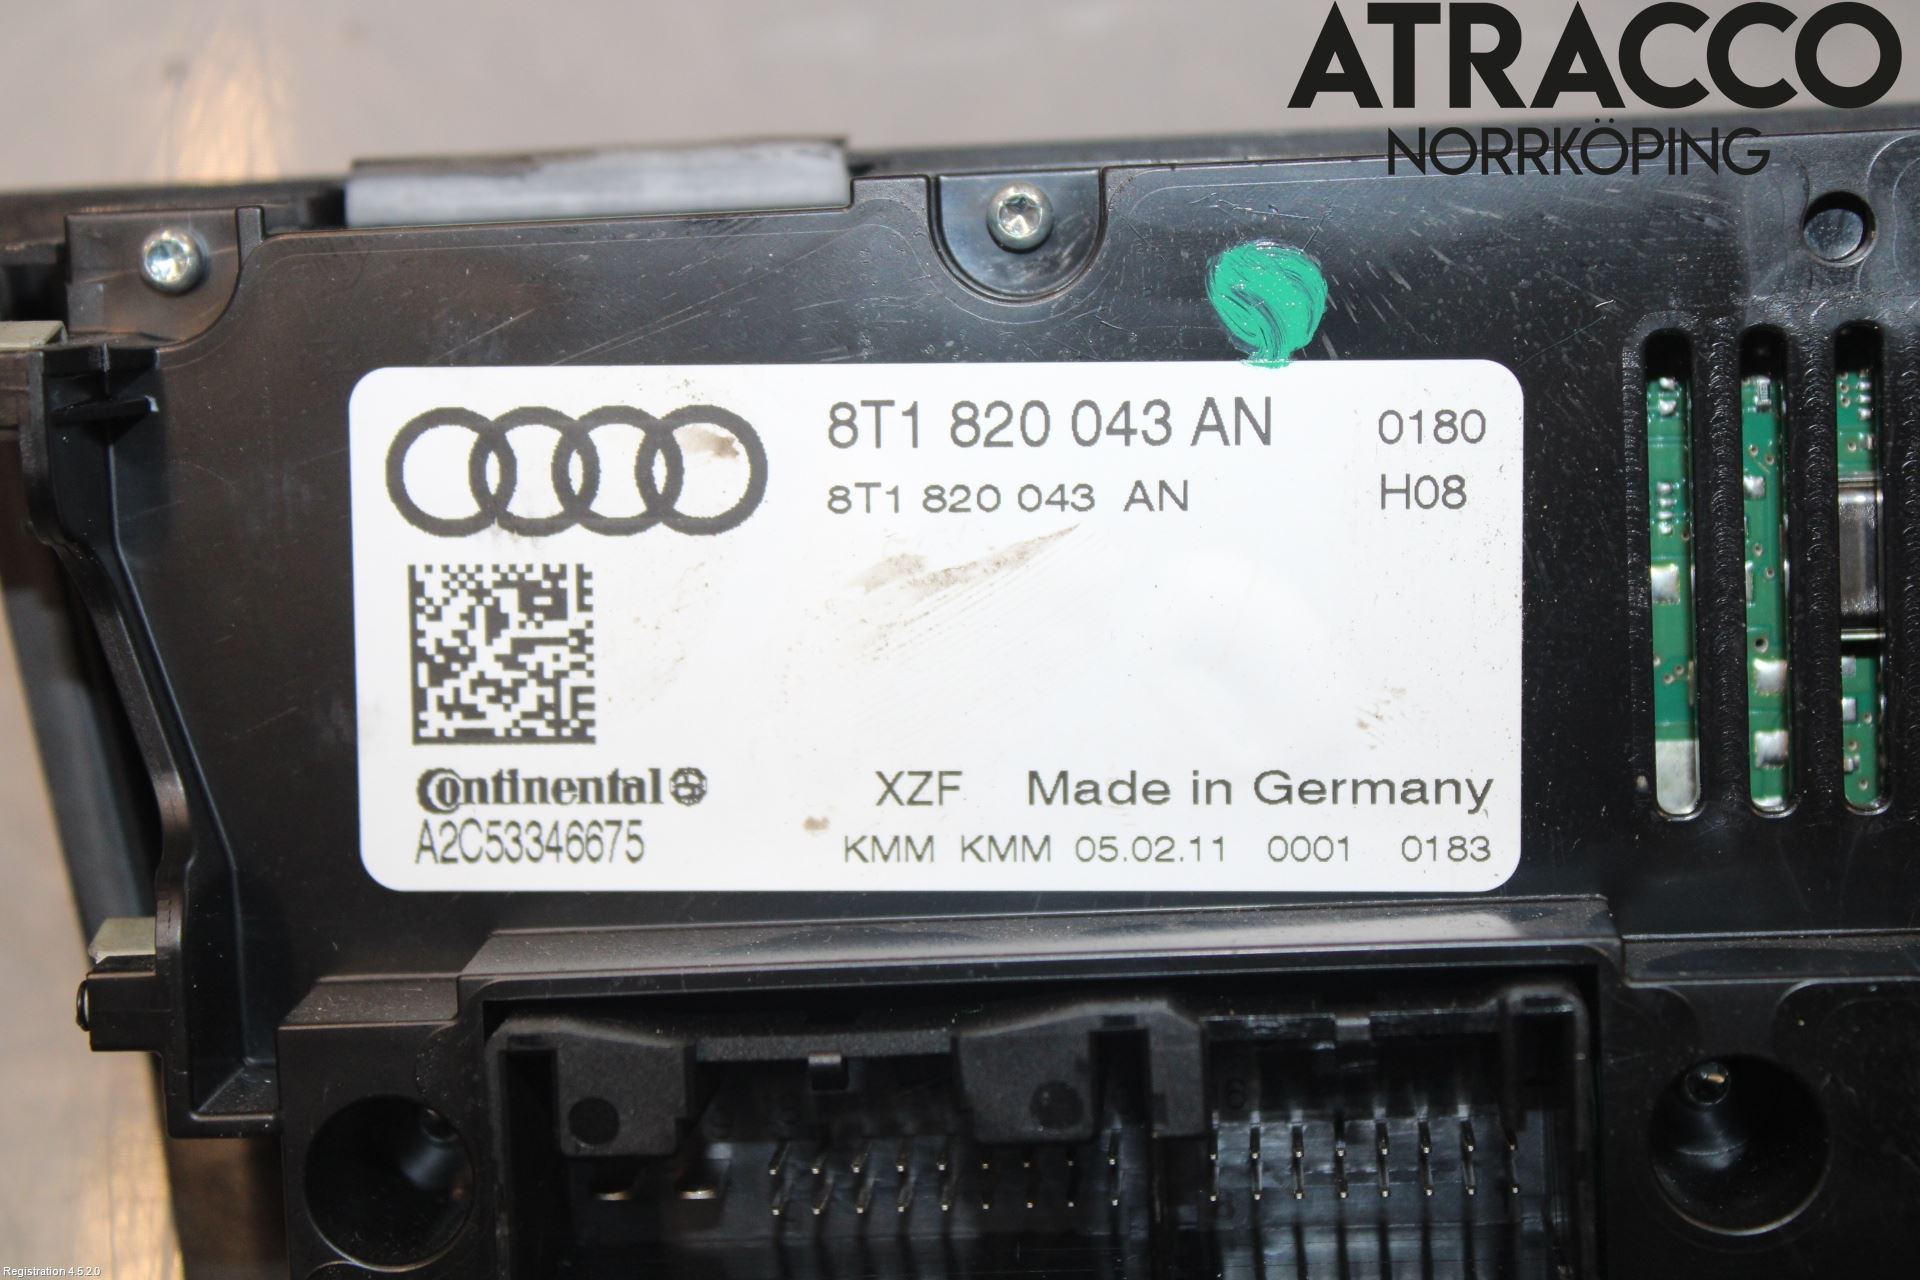 ATRACCO
NORRKÖPING
8T1 820 043 AN 0180
8T1 820 043 AN H08
Continental
XZF Made in Germany
A2C53346675
KMM KMM 05.02.11 0001 0183
Registration 4.5.2.0